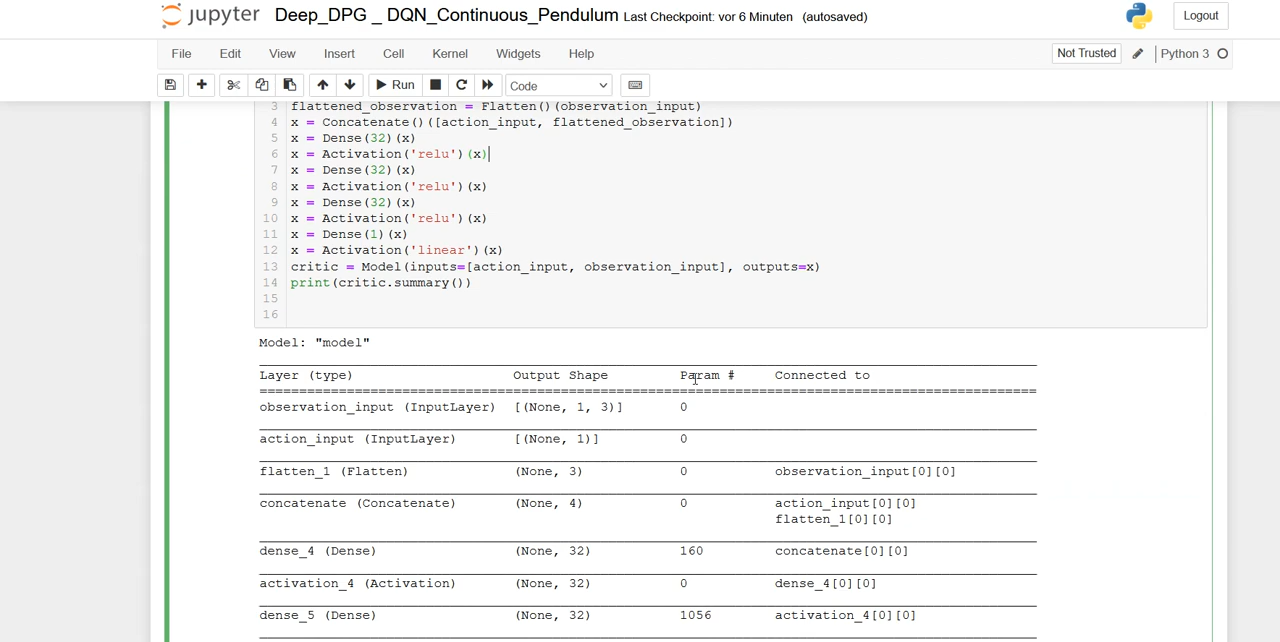 jupyter Deep_DPG _ DQN_Continuous_Pendulum Last Checkpoint: vor 6 Minuten (autosaved) Logout
File Edit View Insert Cell Kernel Widgets Help Not Trusted Python 3
Run Code
3 flattened_observation = Flatten()(observation_input)
4 x = Concatenate()([action_input, flattened_observation])
5 x = Dense(32)(x)
6 x = Activation('relu')(x)
7 x = Dense(32)(x)
8 x = Activation('relu')(x)
9 x = Dense(32)(x)
10 x = Activation('relu')(x)
11 x = Dense(1)(x)
12 x = Activation('linear')(x)
13 critic = Model(inputs=[action_input, observation_input], outputs=x)
14 print(critic.summary())
15
16
Model: "model"
Layer (type) Output Shape Param # Connected to
observation_input (InputLayer) [(None, 1, 3)] 0
action_input (InputLayer) [(None, 1)] 0
flatten_1 (Flatten) (None, 3) 0 observation_input[0][0]
concatenate (Concatenate) (None, 4) 0 action_input[0][0]
flatten_1[0][0]
dense_4 (Dense) (None, 32) 160 concatenate[0][0]
activation_4 (Activation) (None, 32) 0 dense_4[0][0]
dense_5 (Dense) (None, 32) 1056 activation_4[0][0]